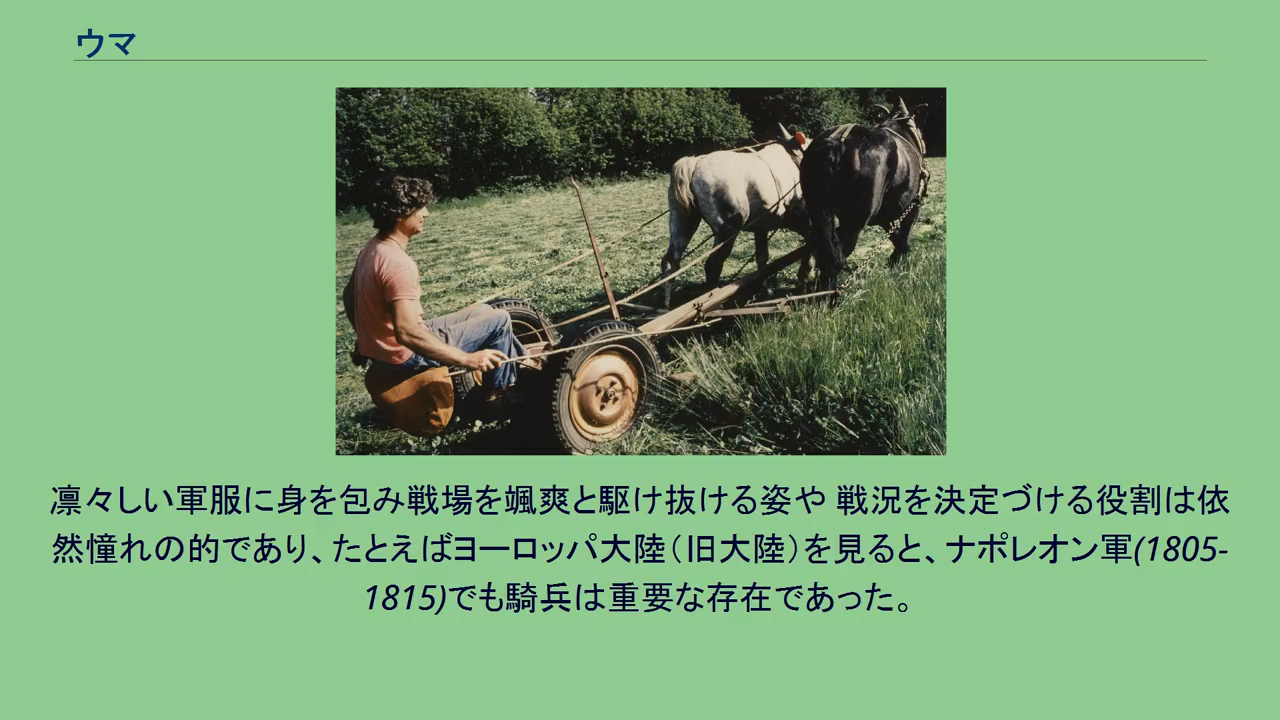 ウマ
凛々しい軍服に身を包み戦場を颯爽と駆け抜ける姿や 戦況を決定づける役割は依
然憧れの的であり、たとえばヨーロッパ大陸（旧大陸）を見ると、ナポレオン軍(1805-
1815)でも騎兵は重要な存在であった。